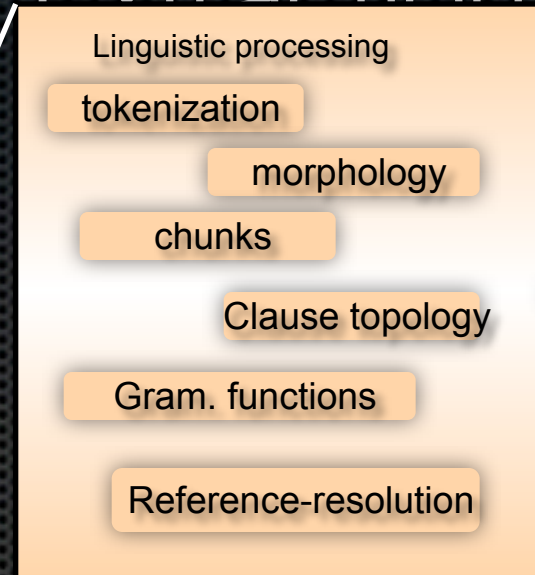 Linguistic processing
tokenization
morphology
chunks
Clause topology
Gram. functions
Reference-resolution